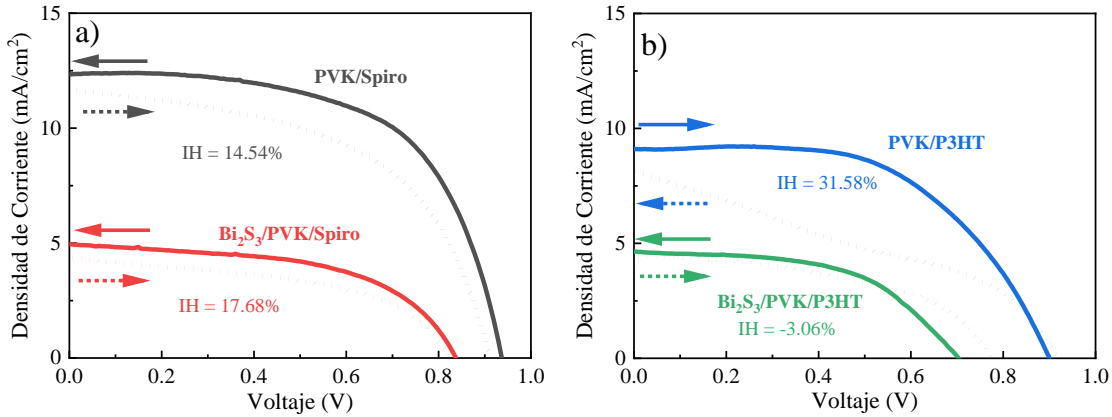 a)
15
10
5
0
Densidad de Corriente (mA/cm²)
PVK/Spiro
IH = 14.54%
Bi₂S₃/PVK/Spiro
IH = 17.68%
0.0 0.2 0.4 0.6 0.8 1.0
Voltaje (V)
b)
15
10
5
0
Densidad de Corriente (mA/cm²)
PVK/P3HT
IH = 31.58%
Bi₂S₃/PVK/P3HT
IH = -3.06%
0.0 0.2 0.4 0.6 0.8 1.0
Voltaje (V)